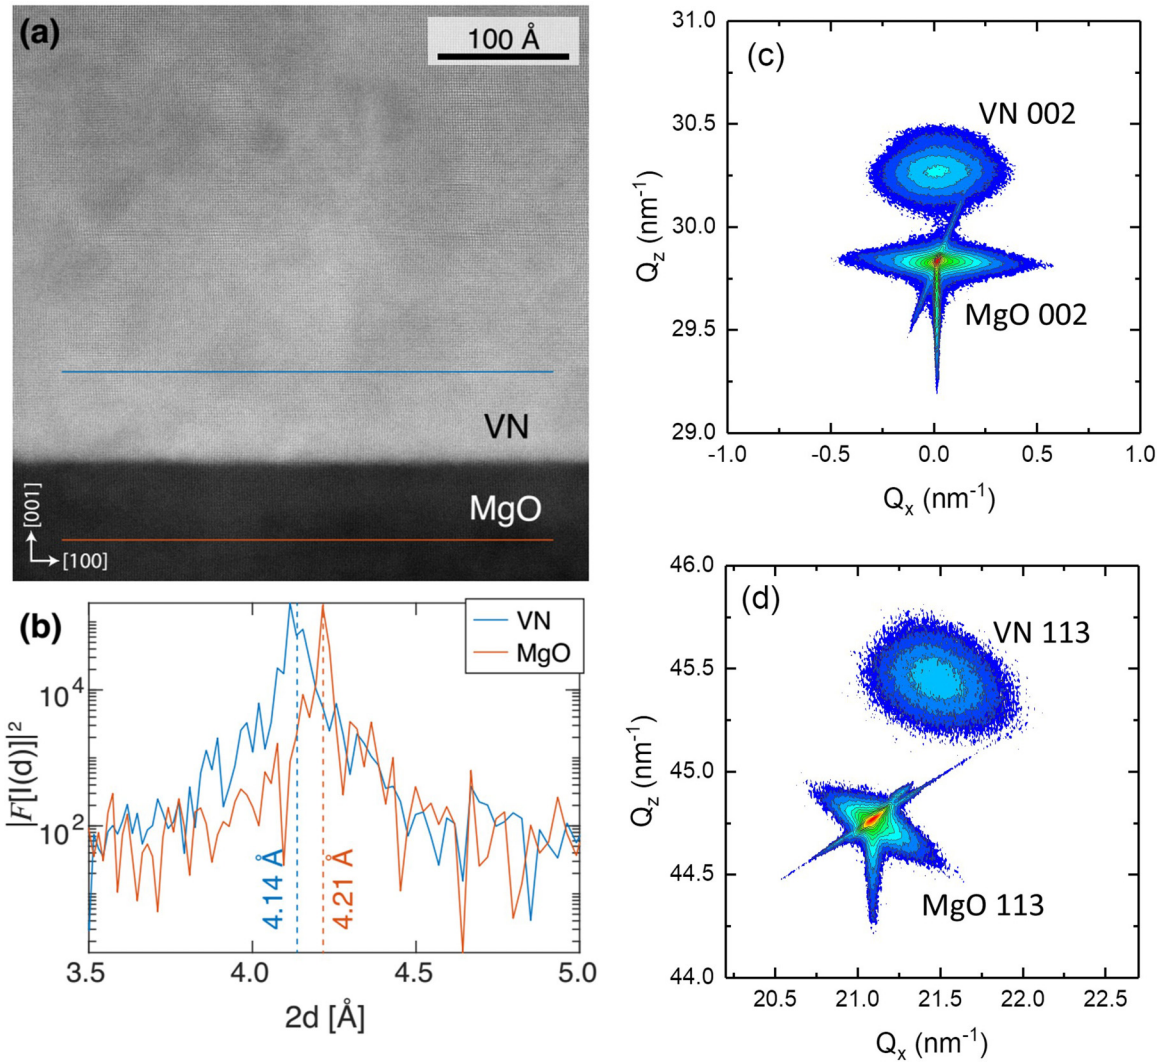 (a)
100 Å
VN
MgO
[001]
[100]
(b)
VN
MgO
|F[I(d)]|²
10⁴
10²
4.14 Å
4.21 Å
3.5
4.0
4.5
5.0
2d [Å]
(c)
31.0
30.5
30.0
29.5
29.0
Q_z (nm⁻¹)
VN 002
MgO 002
-1.0
-0.5
0.0
0.5
1.0
Q_x (nm⁻¹)
(d)
46.0
45.5
45.0
44.5
44.0
Q_z (nm⁻¹)
VN 113
MgO 113
20.5
21.0
21.5
22.0
22.5
Q_x (nm⁻¹)